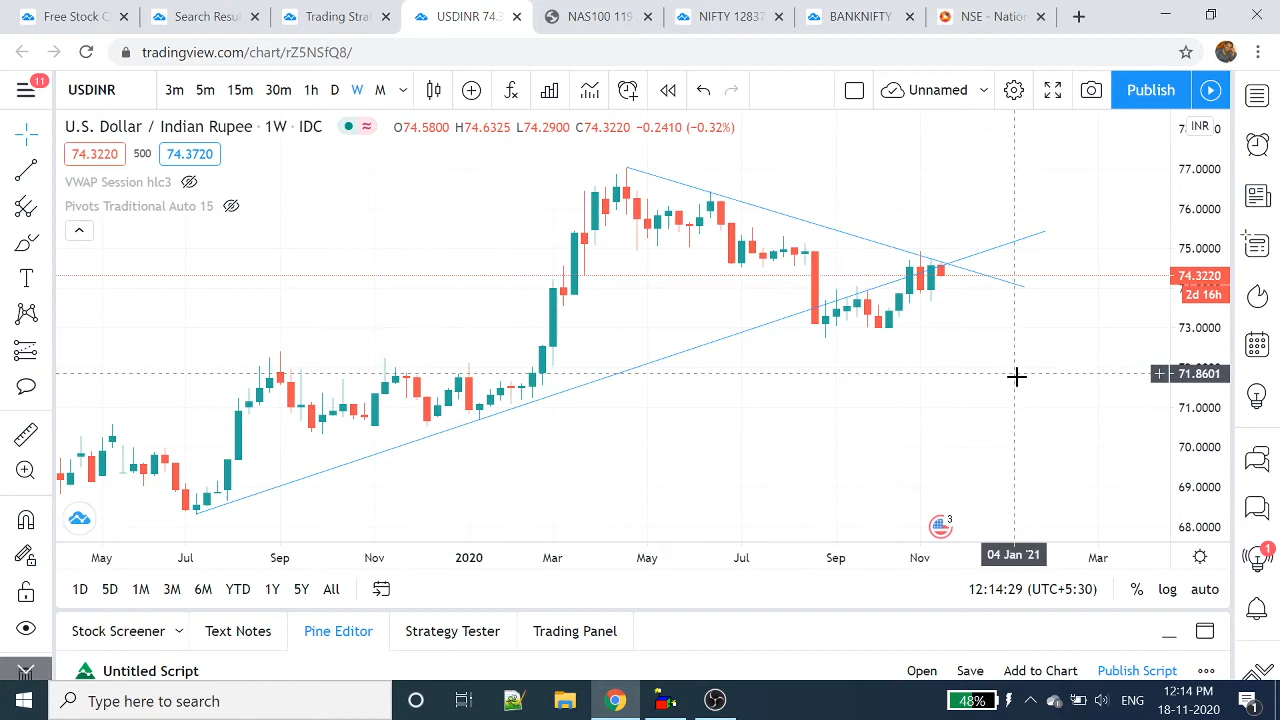 Free Stock C
Search Resul
Trading Strat
USDINR 74.3
NAS100 119
NIFTY 12837
BANKNIFTY
NSE - Nation
tradingview.com/chart/rZ5NSfQ8/
11
USDINR
3m 5m 15m 30m 1h D W M
Unnamed
Publish
U.S. Dollar / Indian Rupee · 1W · IDC
O74.5800 H74.6325 L74.2900 C74.3220 −0.2410 (−0.32%)
INR
74.3220 500 74.3720
VWAP Session hlc3
Pivots Traditional Auto 15
77.0000
76.0000
75.0000
74.3220
2d 16h
73.0000
71.8601
71.0000
70.0000
69.0000
68.0000
3
May Jul Sep Nov 2020 Mar May Jul Sep Nov 04 Jan '21 Mar
1D 5D 1M 3M 6M YTD 1Y 5Y All
12:14:29 (UTC+5:30) % log auto
1
Stock Screener Text Notes Pine Editor Strategy Tester Trading Panel
Untitled Script
Open Save Add to Chart Publish Script
Type here to search
48%
ENG
12:14 PM
18-11-2020
1